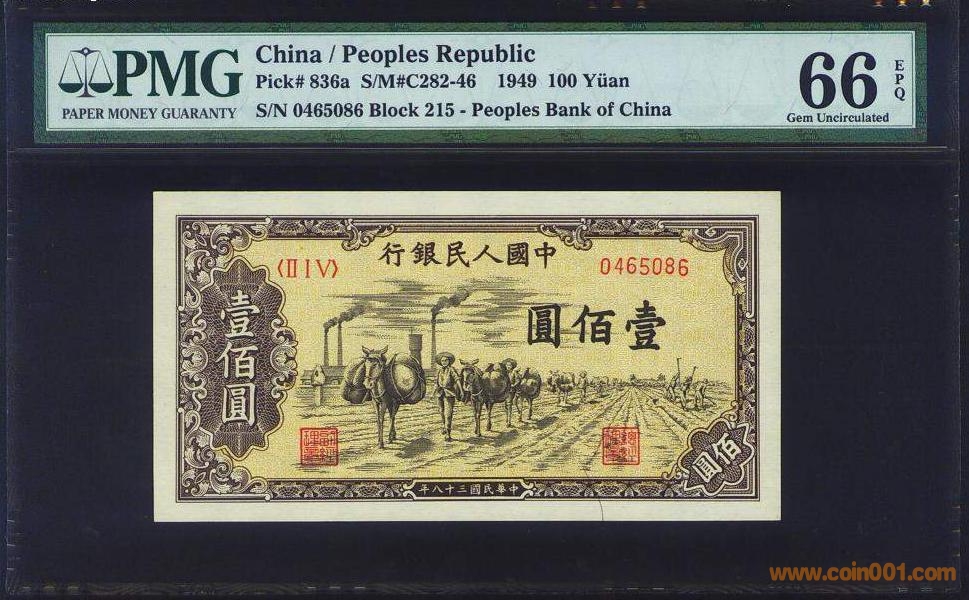 PMG
PAPER MONEY GUARANTY
China / Peoples Republic
Pick# 836a S/M#C282-46 1949 100 Yüan
S/N 0465086 Block 215 - Peoples Bank of China
66
EPQ
Gem Uncirculated
行銀民人國中
〈II I V〉
0465086
圓佰壹
壹佰圓
佰圓
年八十三國民華中
www.coin001.com